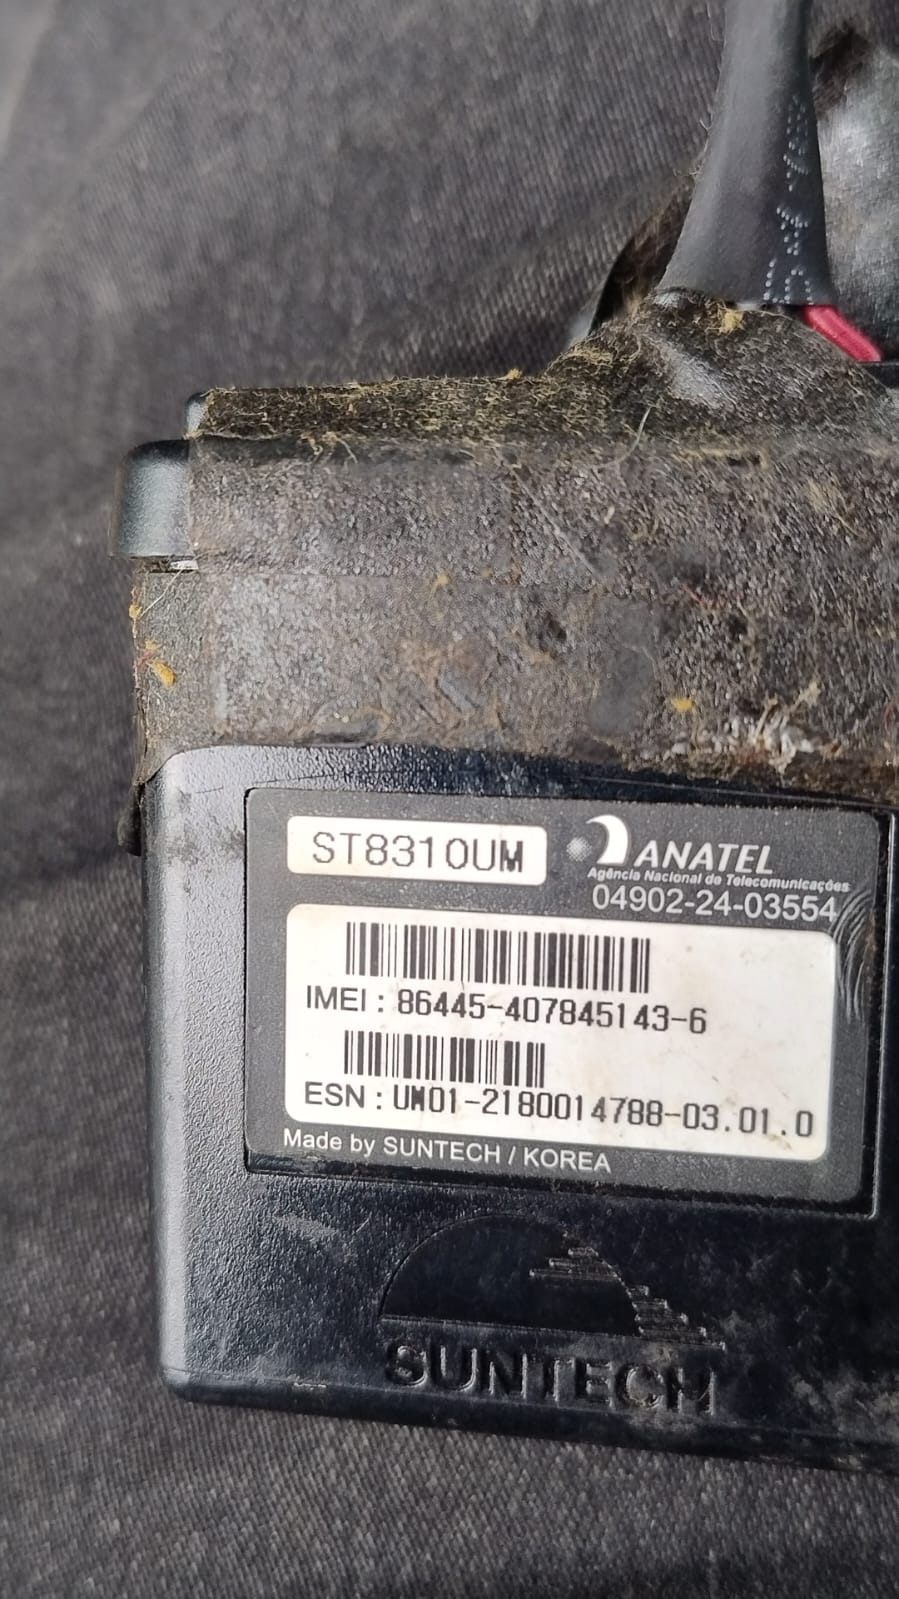 ST8310UM
ANATEL
Agência Nacional de Telecomunicações
04902-24-03554
IMEI : 86445-407845143-6
ESN : UM01-2180014788-03.01.0
Made by SUNTECH / KOREA
SUNTECH